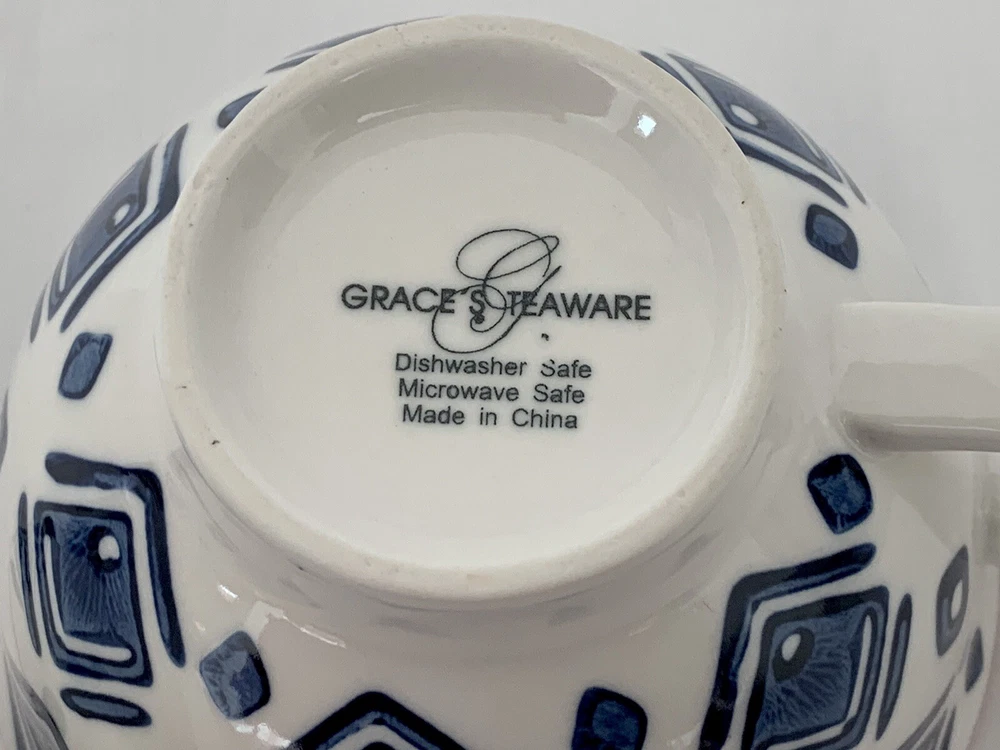 G
GRACE'S TEAWARE
Dishwasher Safe
Microwave Safe
Made in China